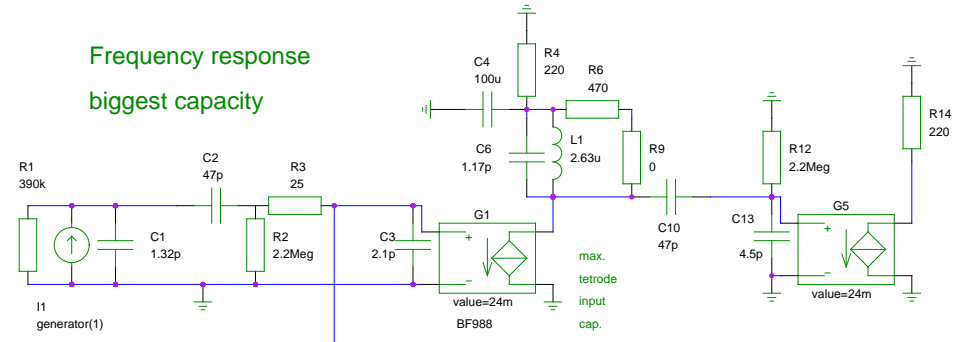 Frequency response
biggest capacity
R4
220
C4
100u
R6
470
R14
220
C6
1.17p
L1
2.63u
R9
0
R12
2.2Meg
R1
390k
C2
47p
R3
25
C1
1.32p
R2
2.2Meg
C3
2.1p
G1
C10
47p
C13
4.5p
G5
max.
tetrode
input
cap.
value=24m
BF988
value=24m
I1
generator(1)